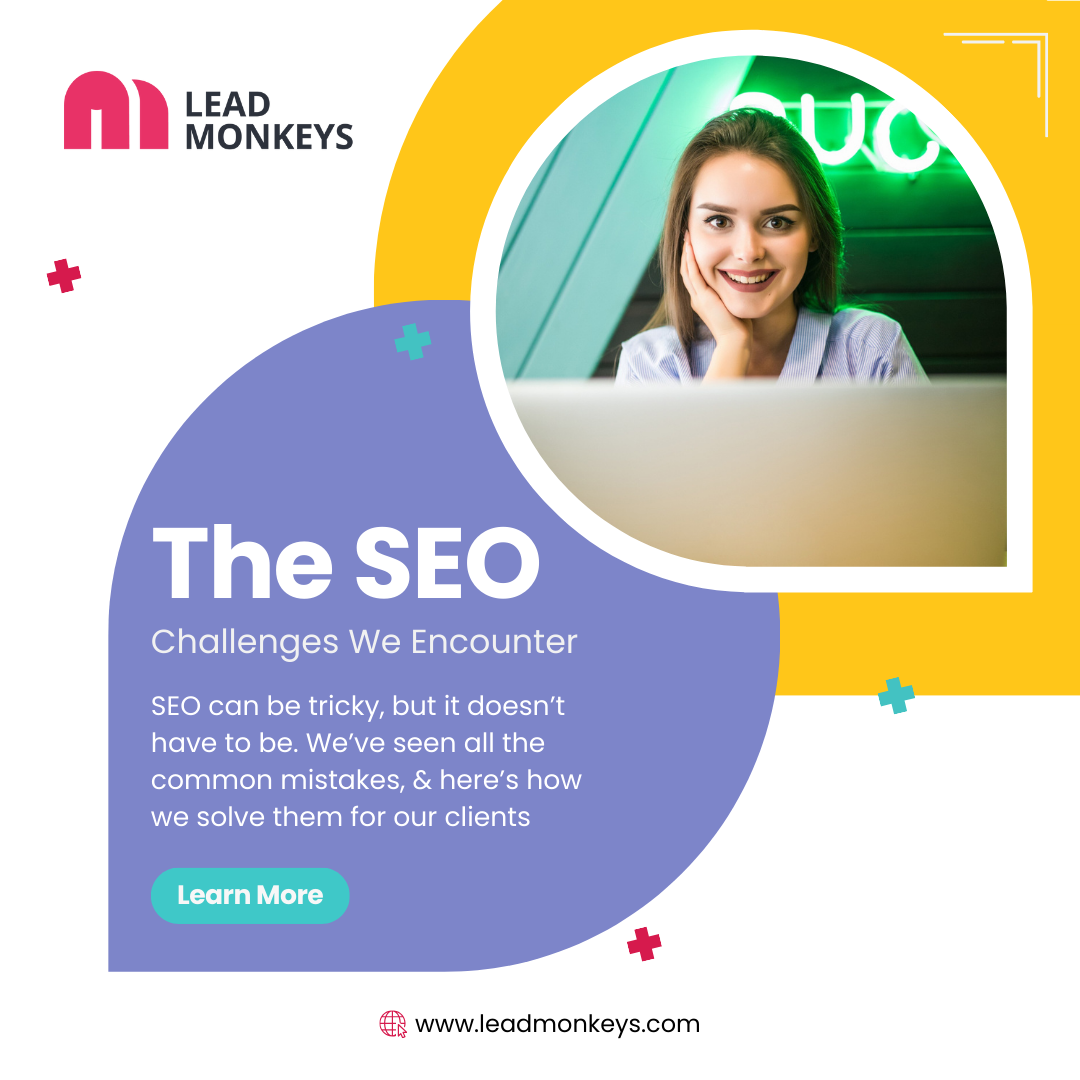 LEAD
MONKEYS
The SEO
Challenges We Encounter
SEO can be tricky, but it doesn’t
have to be. We’ve seen all the
common mistakes, & here’s how
we solve them for our clients
Learn More
www.leadmonkeys.com